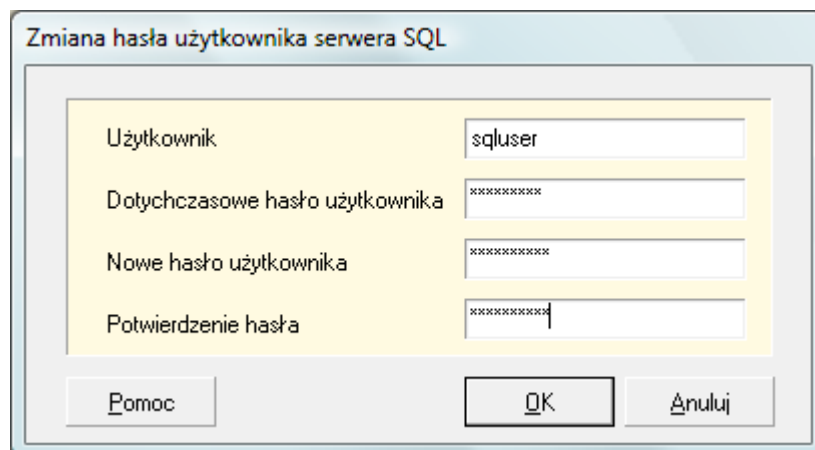 Zmiana hasła użytkownika serwera SQL
Użytkownik sqluser
Dotychczasowe hasło użytkownika *********
Nowe hasło użytkownika **********
Potwierdzenie hasła **********
Pomoc OK Anuluj